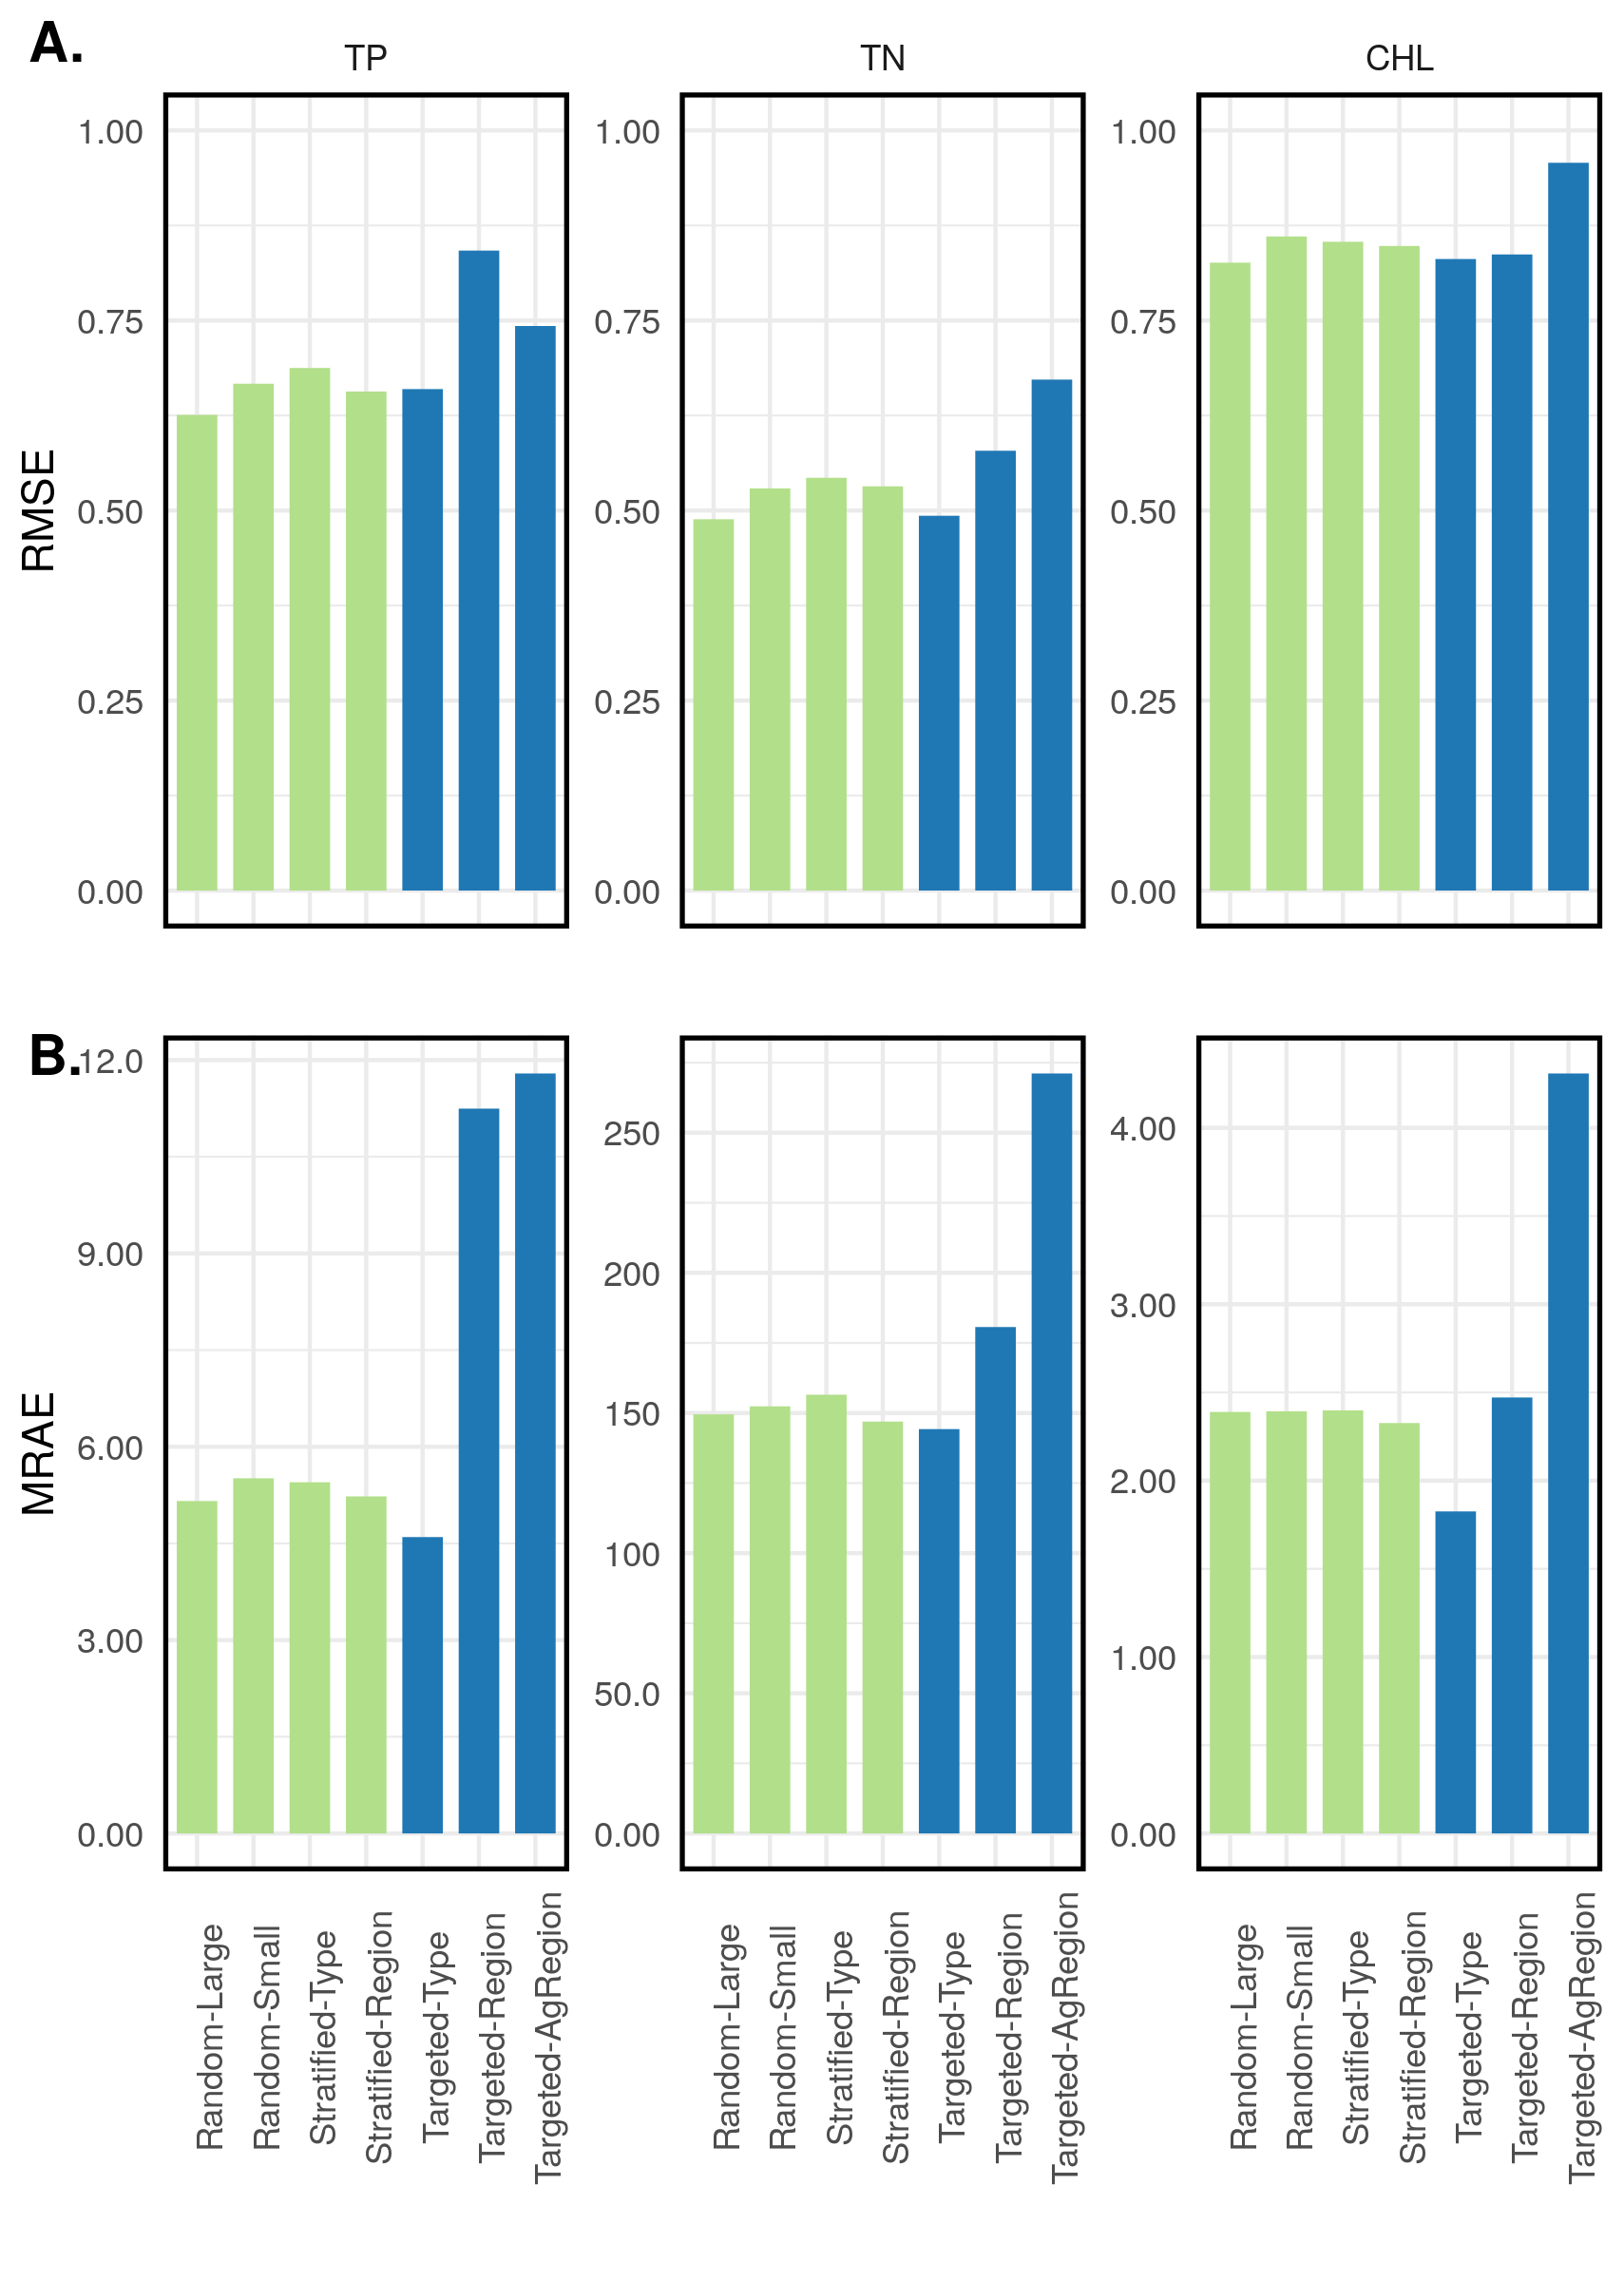 A.
TP
TN
CHL
RMSE
1.00
0.75
0.50
0.25
0.00
1.00
0.75
0.50
0.25
0.00
1.00
0.75
0.50
0.25
0.00
B.
MRAE
12.0
9.00
6.00
3.00
0.00
250
200
150
100
50.0
0.00
4.00
3.00
2.00
1.00
0.00
Random-Large
Random-Small
Stratified-Type
Stratified-Region
Targeted-Type
Targeted-Region
Targeted-AgRegion
Random-Large
Random-Small
Stratified-Type
Stratified-Region
Targeted-Type
Targeted-Region
Targeted-AgRegion
Random-Large
Random-Small
Stratified-Type
Stratified-Region
Targeted-Type
Targeted-Region
Targeted-AgRegion